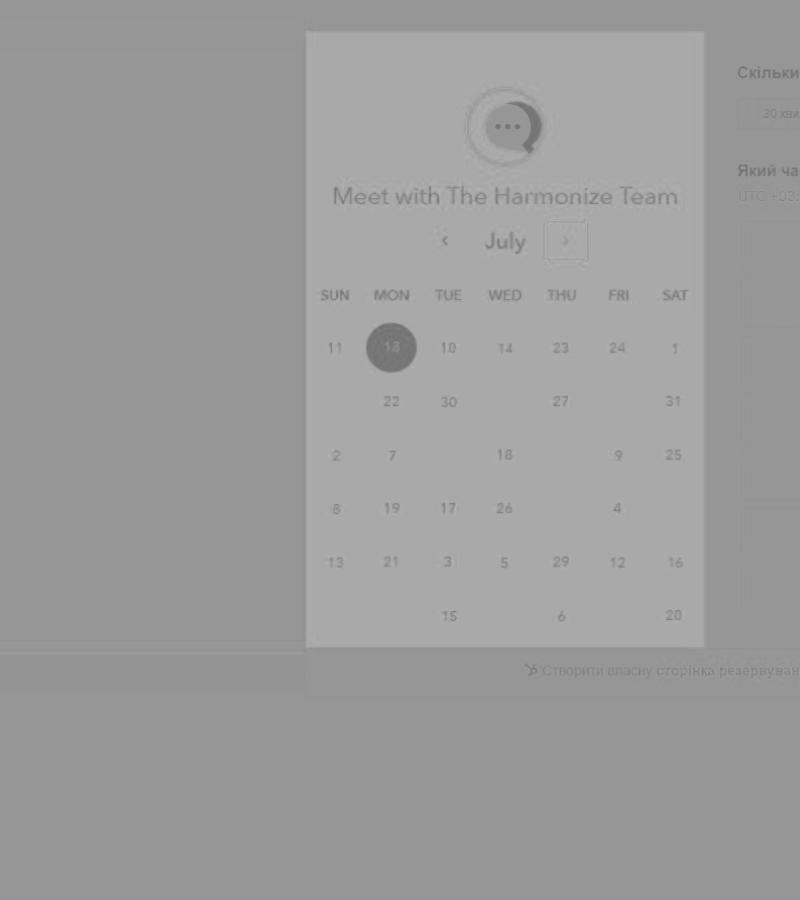 Скільки
30 хви
Meet with The Harmonize Team
Який ча
UTC +03:
‹ July ›
SUN MON TUE WED THU FRI SAT
11 18 10 14 23 24 1
22 30 27 31
2 7 18 9 25
8 19 17 26 4
13 21 3 5 29 12 16
15 6 20
Створити власну сторінка резервуван